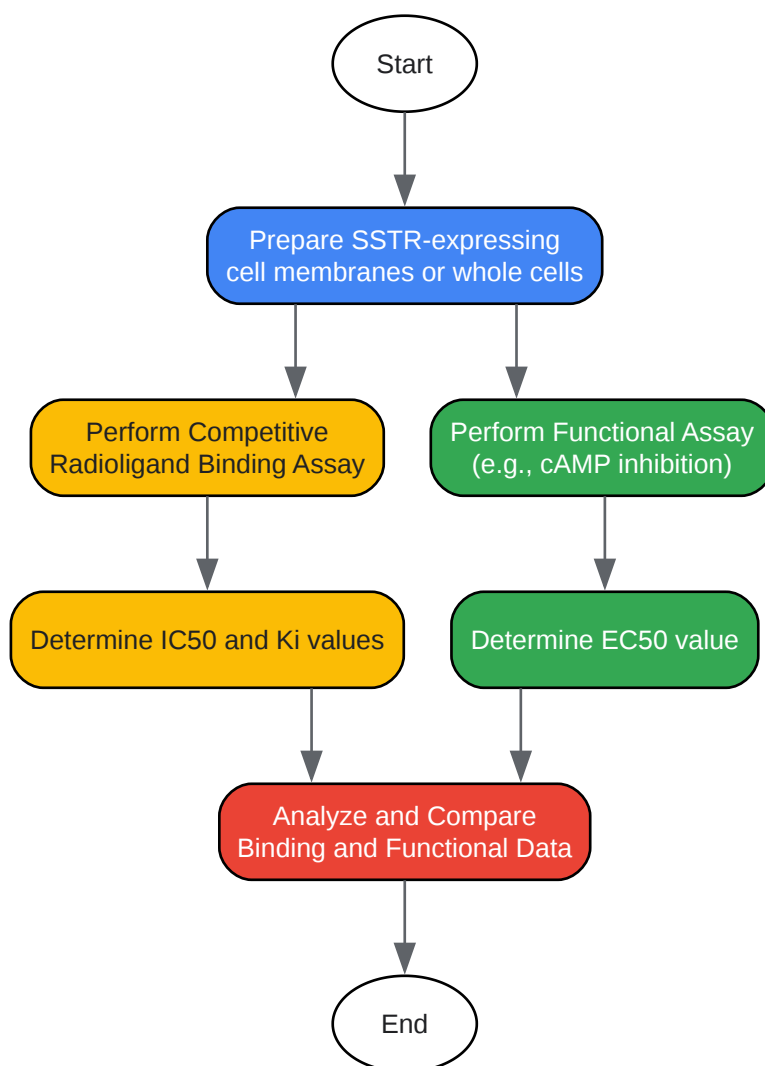 Start
Prepare SSTR-expressing
cell membranes or whole cells
Perform Competitive
Radioligand Binding Assay
Perform Functional Assay
(e.g., cAMP inhibition)
Determine IC50 and Ki values
Determine EC50 value
Analyze and Compare
Binding and Functional Data
End